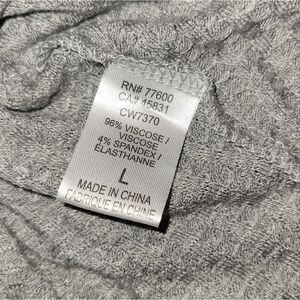 RN# 77600
CA# 15831
CW7370
96% VISCOSE /
VISCOSE
4% SPANDEX /
ÉLASTHANNE
L
MADE IN CHINA
FABRIQUÉ EN CHINE